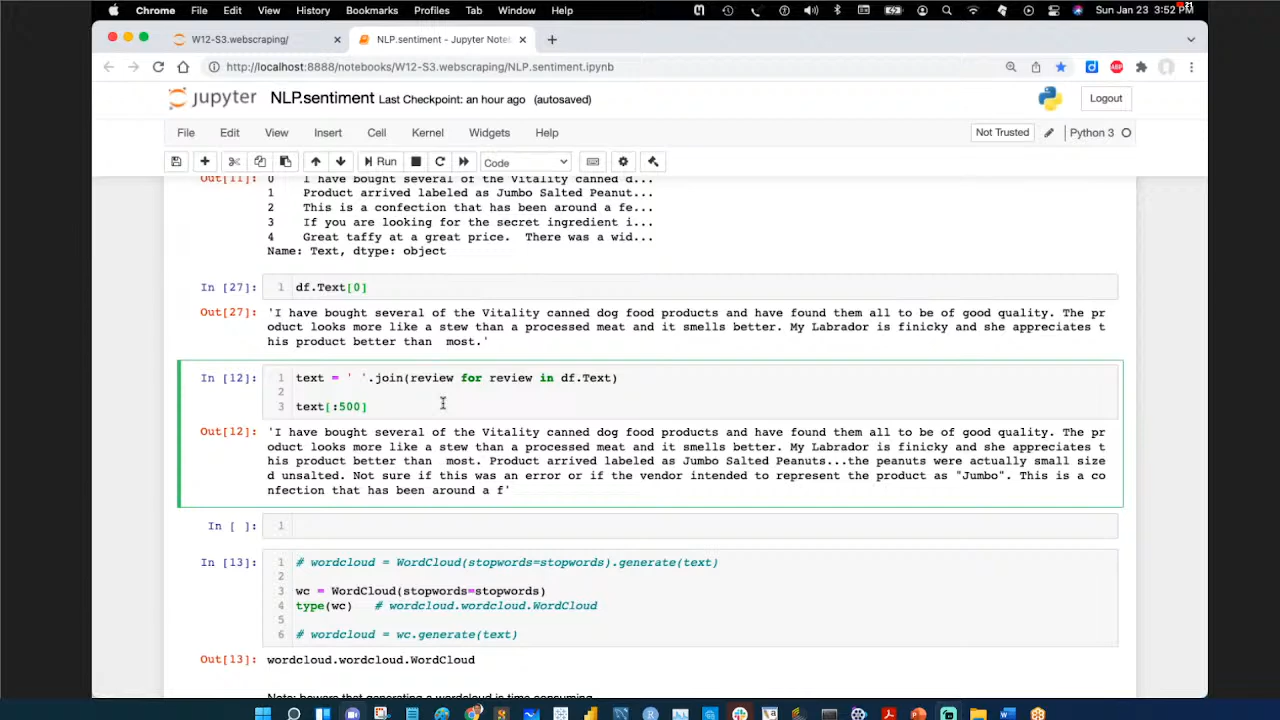 Chrome File Edit View History Bookmarks Profiles Tab Window Help Sun Jan 23 3:52 PM
21
W12-S3.webscraping/ NLP.sentiment - Jupyter Note
http://localhost:8888/notebooks/W12-S3.webscraping/NLP.sentiment.ipynb
ABP
jupyter NLP.sentiment Last Checkpoint: an hour ago (autosaved) Logout
File Edit View Insert Cell Kernel Widgets Help Not Trusted Python 3
Run Code
Out[11]: 0 I have bought several of the Vitality canned d...
1 Product arrived labeled as Jumbo Salted Peanut...
2 This is a confection that has been around a fe...
3 If you are looking for the secret ingredient i...
4 Great taffy at a great price. There was a wid...
Name: Text, dtype: object
In [27]: 1 df.Text[0]
Out[27]: 'I have bought several of the Vitality canned dog food products and have found them all to be of good quality. The pr
oduct looks more like a stew than a processed meat and it smells better. My Labrador is finicky and she appreciates t
his product better than  most.'
In [12]: 1 text = ' '.join(review for review in df.Text)
2
3 text[:500]
Out[12]: 'I have bought several of the Vitality canned dog food products and have found them all to be of good quality. The pr
oduct looks more like a stew than a processed meat and it smells better. My Labrador is finicky and she appreciates t
his product better than  most. Product arrived labeled as Jumbo Salted Peanuts...the peanuts were actually small size
d unsalted. Not sure if this was an error or if the vendor intended to represent the product as "Jumbo". This is a co
nfection that has been around a f'
In [ ]: 1
In [13]: 1 # wordcloud = WordCloud(stopwords=stopwords).generate(text)
2
3 wc = WordCloud(stopwords=stopwords)
4 type(wc) # wordcloud.wordcloud.WordCloud
5
6 # wordcloud = wc.generate(text)
Out[13]: wordcloud.wordcloud.WordCloud
Note: beware that generating a wordcloud is time consuming